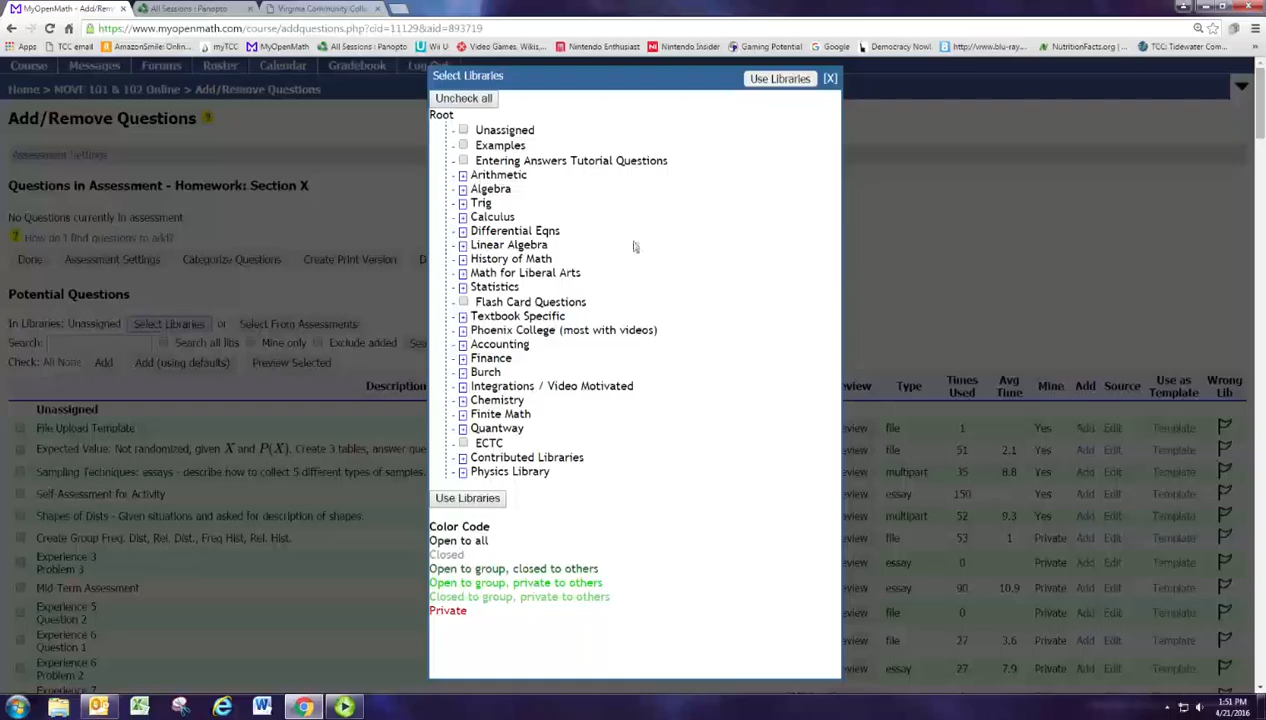 MyOpenMath - Add/Remo
All Sessions : Panopto
Virginia Community Coll
https://www.myopenmath.com/course/addquestions.php?cid=11129&aid=893719
Apps TCC email AmazonSmile: Onlin... myTCC MyOpenMath All Sessions : Panopto Wii U Video Games, Wikis,... Nintendo Enthusiast Nintendo Insider Gaming Potential Google Democracy Now! http://www.blu-ray... NutritionFacts.org | T... TCC: Tidewater Com...
Course Messages Forums Roster Calendar Gradebook Log Out
Home > MOVE 101 & 102 Online > Add/Remove Questions
Add/Remove Questions ?
Assessment Settings
Questions in Assessment - Homework: Section X
No Questions currently in assessment
? How do I find questions to add?
Done Assessment Settings Categorize Questions Create Print Version
Potential Questions
In Libraries: Unassigned Select Libraries or Select From Assessments
Search: Search all libs Mine only Exclude added
Check: All None Add Add (using defaults) Preview Selected
Select Libraries Use Libraries [X]
Uncheck all
Root
Unassigned
Examples
Entering Answers Tutorial Questions
Arithmetic
Algebra
Trig
Calculus
Differential Eqns
Linear Algebra
History of Math
Math for Liberal Arts
Statistics
Flash Card Questions
Textbook Specific
Phoenix College (most with videos)
Accounting
Finance
Burch
Integrations / Video Motivated
Chemistry
Finite Math
Quantway
ECTC
Contributed Libraries
Physics Library
Use Libraries
Color Code
Open to all
Closed
Open to group, closed to others
Open to group, private to others
Closed to group, private to others
Private
Description Type Times Used Avg Time Mine Add Source Use as Template Wrong Lib
Unassigned
File Upload Template file 1 Yes Add Edit Template
Expected Value: Not randomized, given X and P(X). Create 3 tables, answer que file 51 2.1 Yes Add Edit Template
Sampling Techniques: essays - describe how to collect 5 different types of samples. multipart 35 8.8 Yes Add Edit Template
Self-Assessment for Activity essay 150 Yes Add Edit Template
Shapes of Dists - Given situations and asked for description of shapes. multipart 52 9.3 Yes Add Edit Template
Create Group Freq. Dist, Rel. Dist., Freq Hist, Rel. Hist. file 53 1 Private Add Edit Template
Experience 3
Problem 3 essay 0 Private Add Edit Template
Mid-Term Assessment essay 90 10.9 Private Add Edit Template
Experience 5
Question 2 file 0 Private Add Edit Template
Experience 6
Question 1 file 27 3.6 Private Add Edit Template
Experience 6
Problem 2 essay 27 7.9 Private Add Edit Template
Experience 7
1:51 PM
4/21/2016